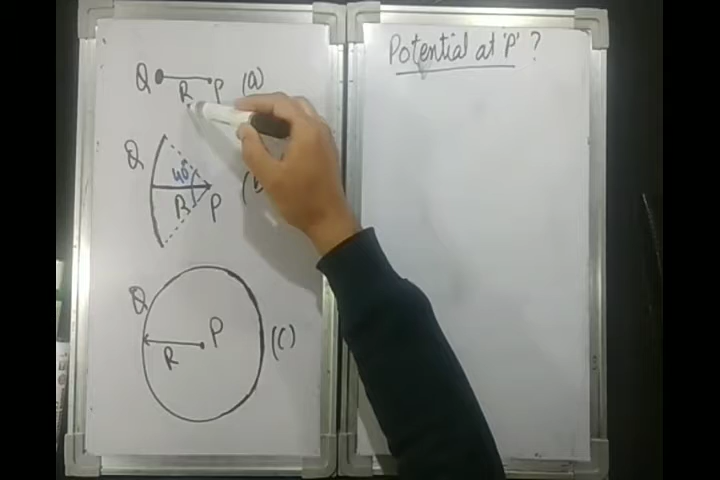 Potential at 'P' ?
Q R P (a)
Q 40° R P (b)
Q R P (C)